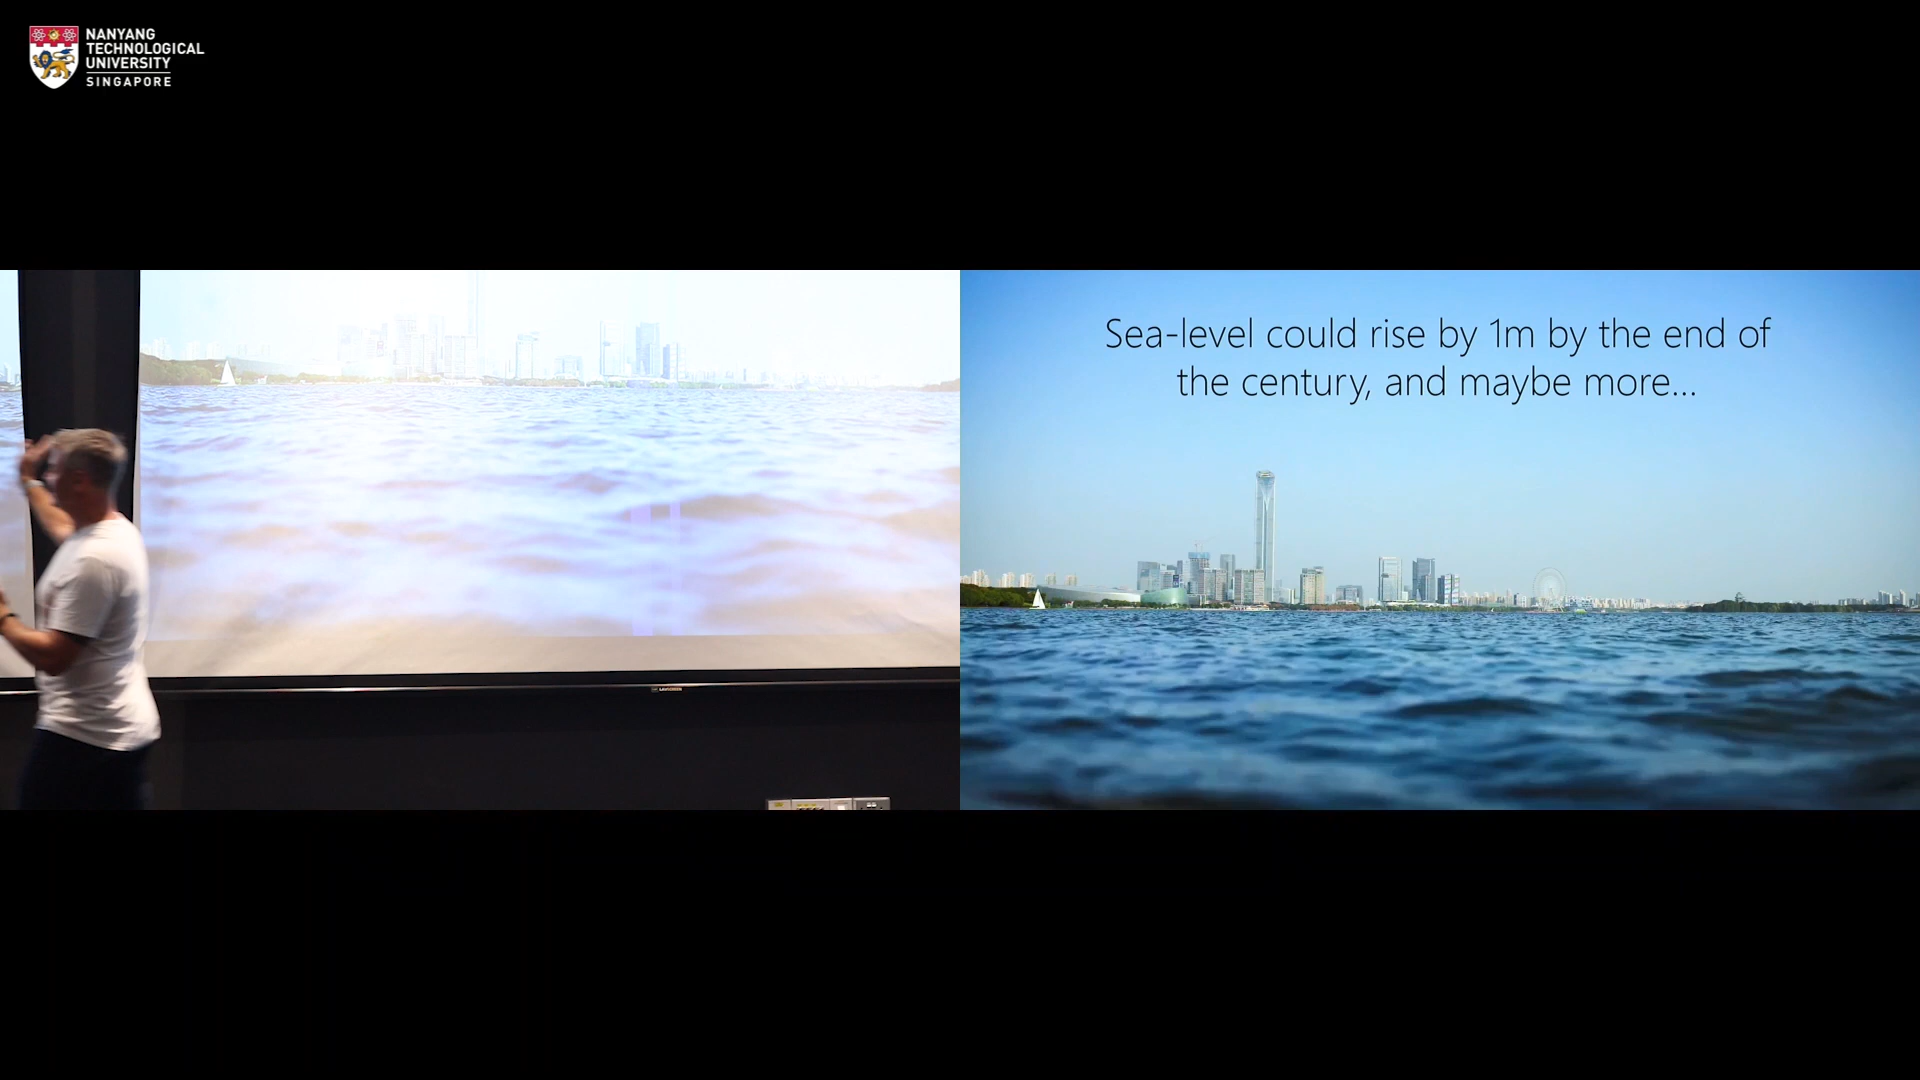 NANYANG
TECHNOLOGICAL
UNIVERSITY
SINGAPORE
Sea-level could rise by 1m by the end of
the century, and maybe more...